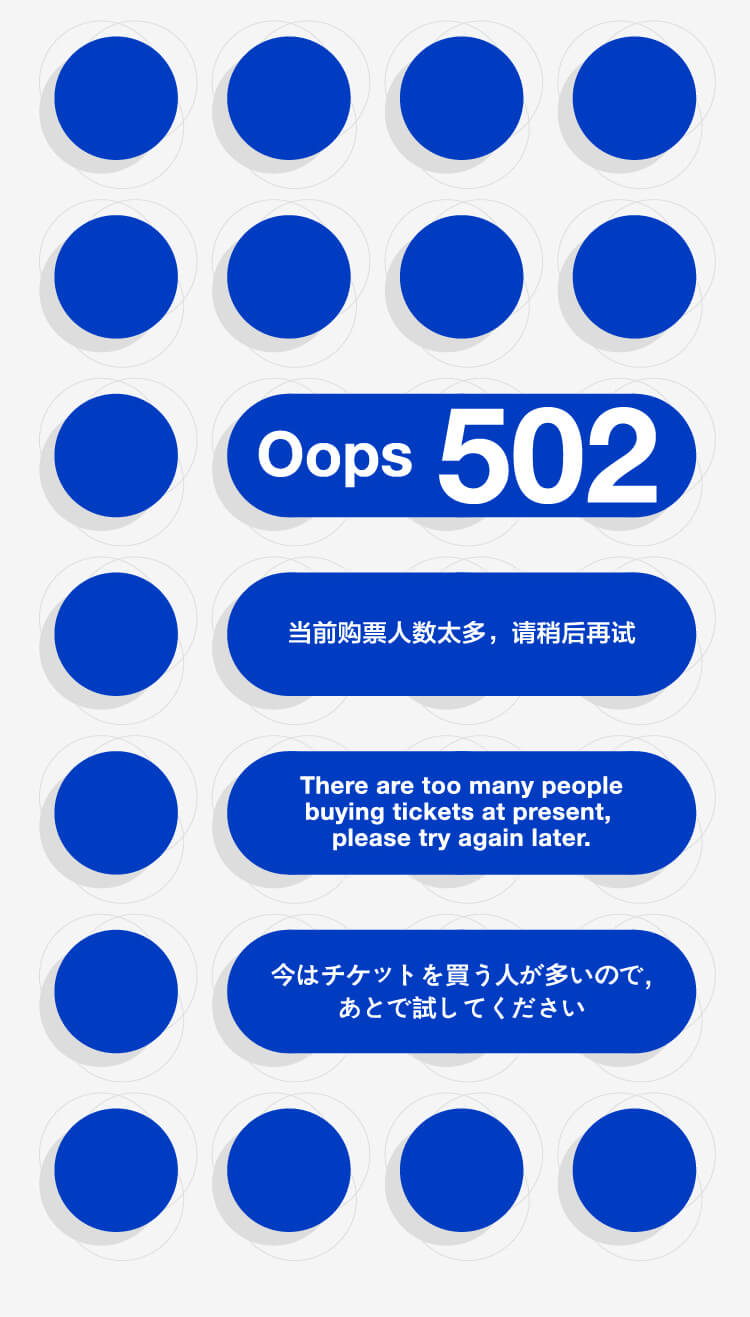 Oops 502
当前购票人数太多，请稍后再试
There are too many people
buying tickets at present,
please try again later.
今はチケットを買う人が多いので，
あとで試してください